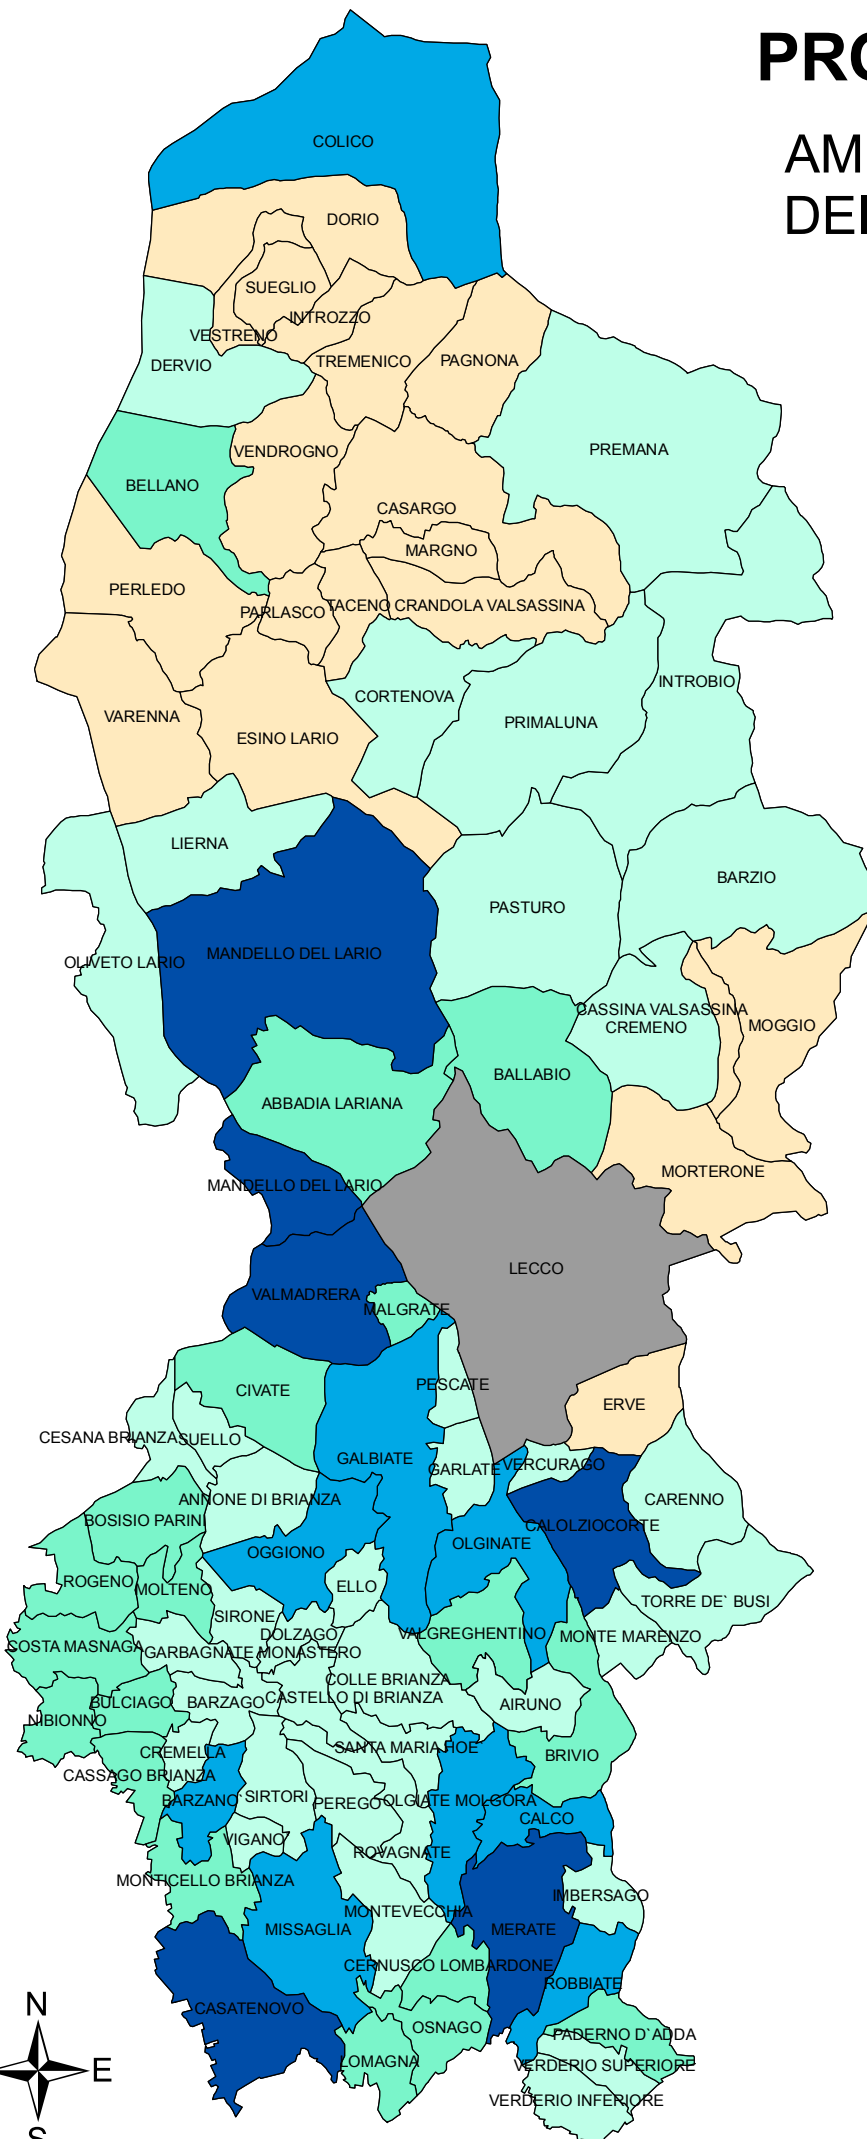 PRO
AM
DEI
COLICO
DORIO
SUEGLIO
INTROZZO
VESTRENO
DERVIO
TREMENICO
PAGNONA
PREMANA
VENDROGNO
BELLANO
CASARGO
MARGNO
PERLEDO
PARLASCO
TACENO
CRANDOLA VALSASSINA
CORTENOVA
INTROBIO
VARENNA
PRIMALUNA
ESINO LARIO
LIERNA
BARZIO
PASTURO
OLIVETO LARIO
MANDELLO DEL LARIO
CASSINA VALSASSINA
CREMENO
MOGGIO
BALLABIO
ABBADIA LARIANA
MORTERONE
MANDELLO DEL LARIO
LECCO
VALMADRERA
MALGRATE
PESCATE
CIVATE
ERVE
CESANA BRIANZA
SUELLO
GALBIATE
GARLATE
VERCURAGO
ANNONE DI BRIANZA
CARENNO
BOSISIO PARINI
CALOLZIOCORTE
OGGIONO
OLGINATE
ROGENO
MOLTENO
ELLO
TORRE DE` BUSI
SIRONE
DOLZAGO
VALGREGHENTINO
MONTE MARENZO
COSTA MASNAGA
GARBAGNATE MONASTERO
COLLE BRIANZA
BULCIAGO
BARZAGO
CASTELLO DI BRIANZA
AIRUNO
NIBIONNO
CREMELLA
SANTA MARIA HOE`
BRIVIO
CASSAGO BRIANZA
BARZANO`
SIRTORI
PEREGO
OLGIATE MOLGORA
CALCO
VIGANO`
ROVAGNATE
MONTICELLO BRIANZA
IMBERSAGO
MONTEVECCHIA
MISSAGLIA
MERATE
CERNUSCO LOMBARDONE
ROBBIATE
CASATENOVO
OSNAGO
PADERNO D`ADDA
LOMAGNA
VERDERIO SUPERIORE
VERDERIO INFERIORE
N
E
S